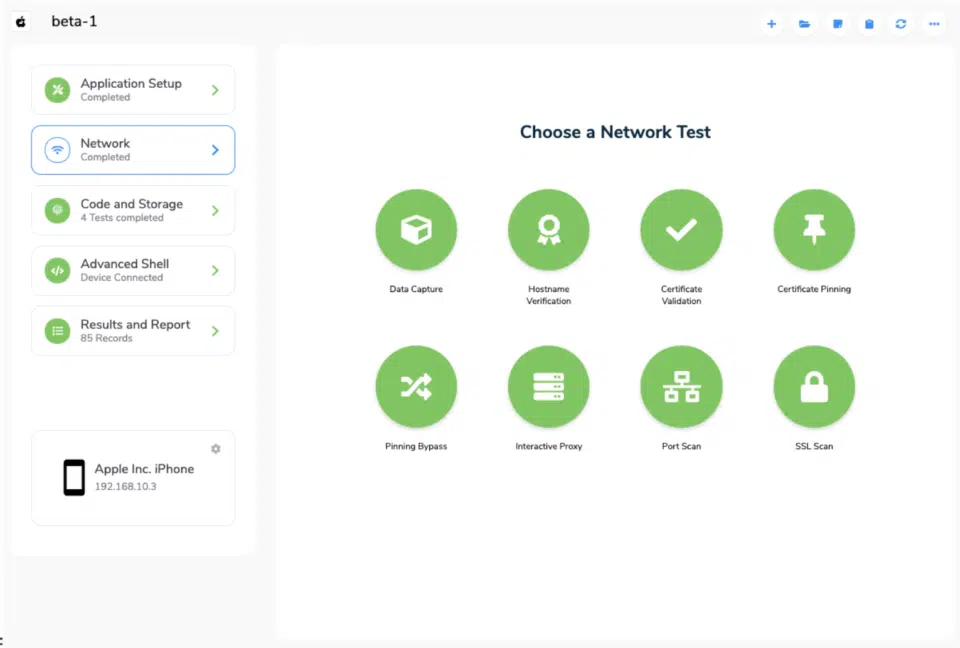 beta-1
Application Setup
Completed
Network
Completed
Code and Storage
4 Tests completed
Advanced Shell
Device Connected
Results and Report
85 Records
Apple Inc. iPhone
192.168.10.3
Choose a Network Test
Data Capture
Hostname
Verification
Certificate
Validation
Certificate Pinning
Pinning Bypass
Interactive Proxy
Port Scan
SSL Scan